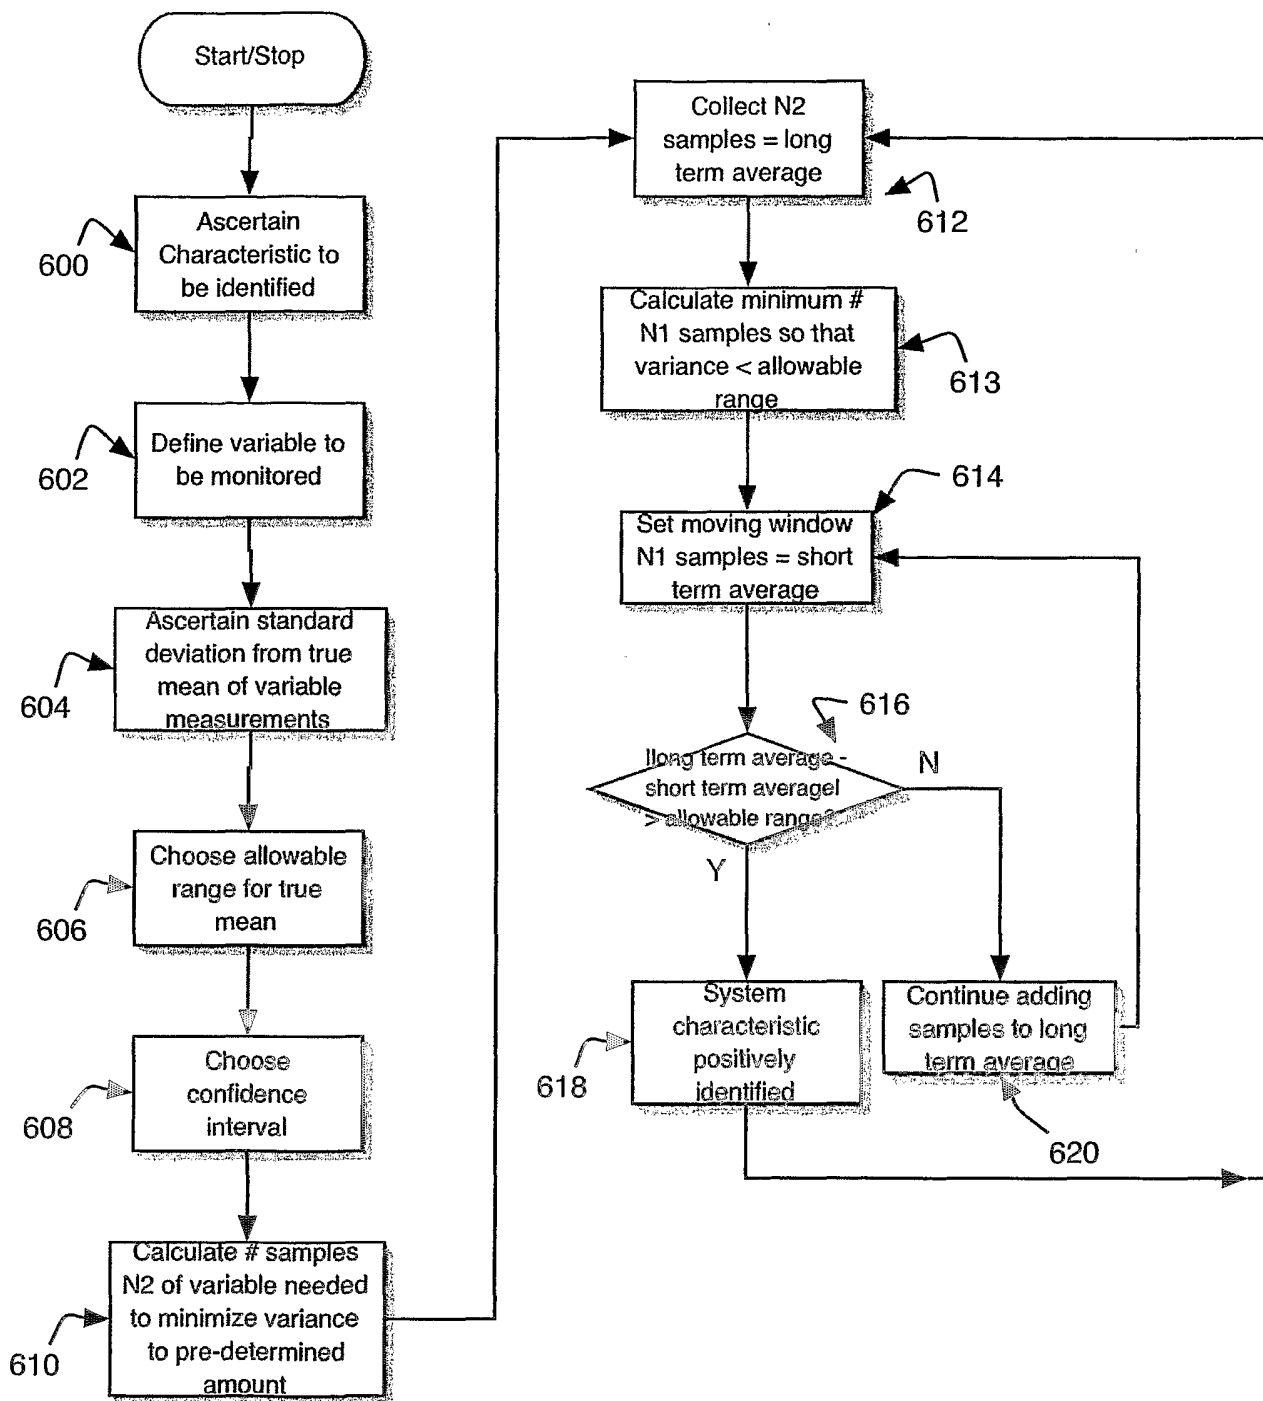 Start/Stop
600
Ascertain
Characteristic to
be identified
602
Define variable to
be monitored
604
Ascertain standard
deviation from true
mean of variable
measurements
606
Choose allowable
range for true
mean
608
Choose
confidence
interval
610
Calculate # samples
N2 of variable needed
to minimize variance
to pre-determined
amount
Collect N2
samples = long
term average
612
Calculate minimum #
N1 samples so that
variance < allowable
range
613
614
Set moving window
N1 samples = short
term average
616
|long term average -
short term average|
> allowable range?
N
Y
618
System
characteristic
positively
identified
Continue adding
samples to long
term average
620